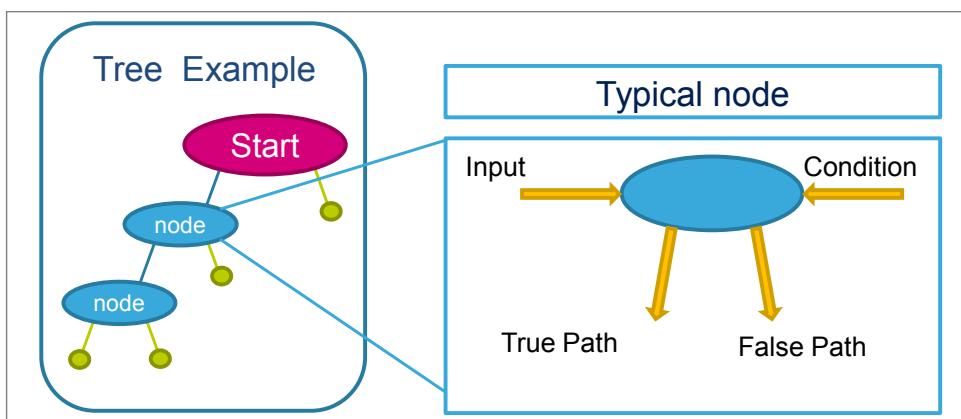 Tree Example
Start
node
node
Typical node
Input
Condition
True Path
False Path